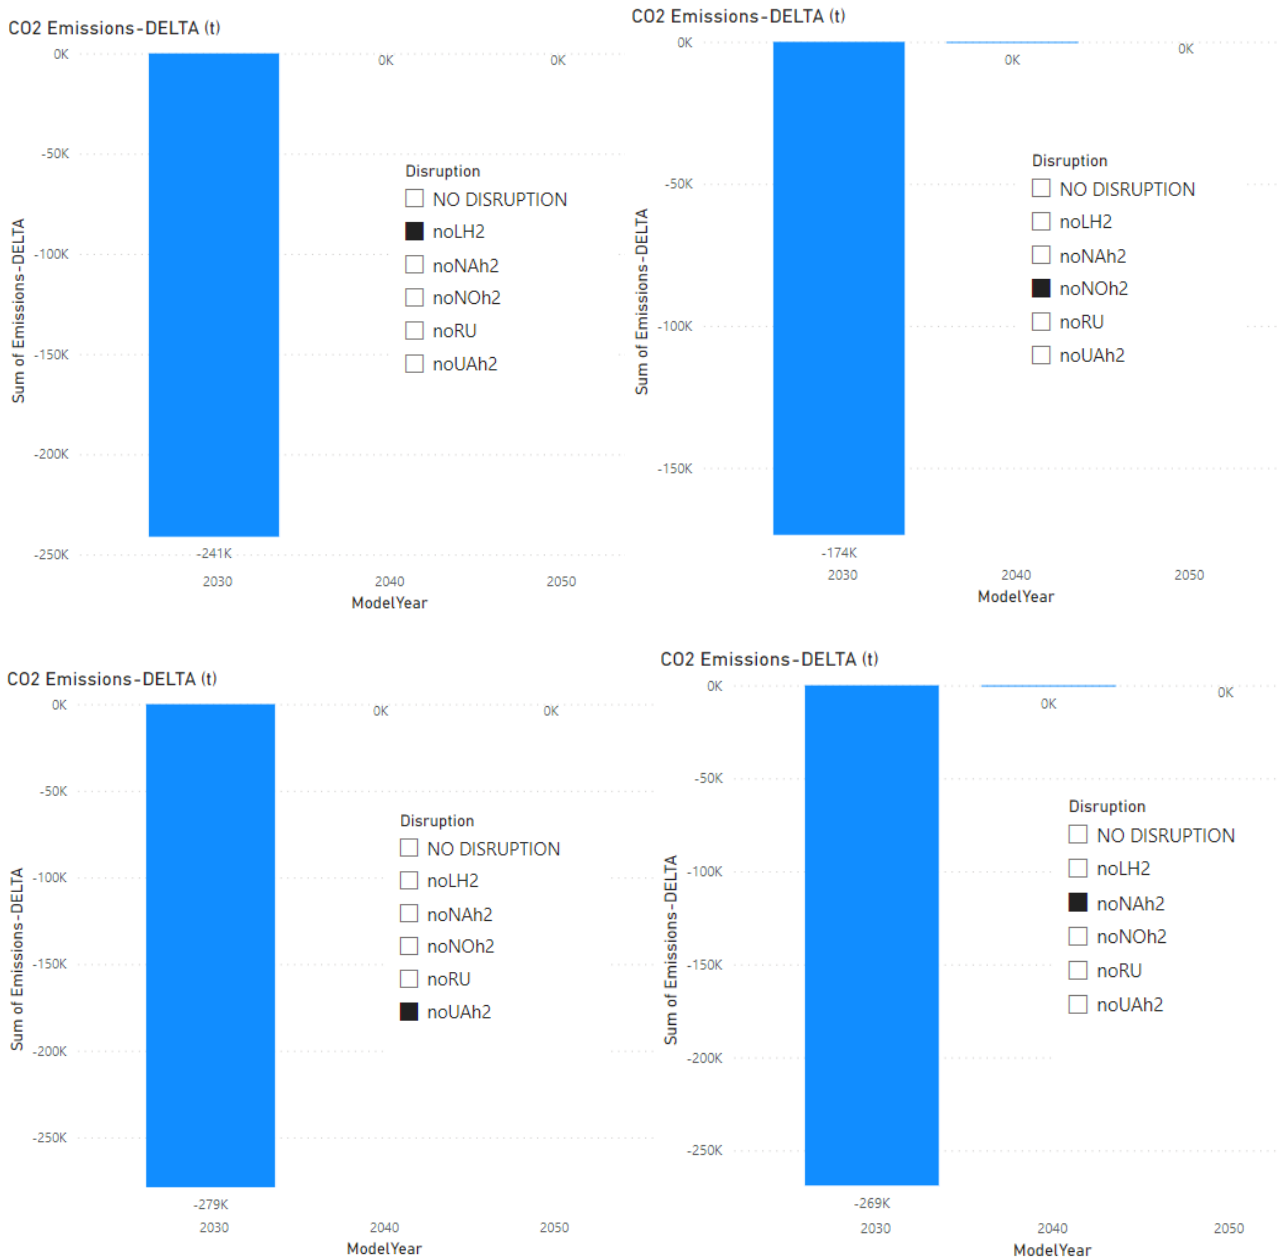 CO2 Emissions-DELTA (t)
0K
-50K
-100K
-150K
-200K
-250K
Sum of Emissions-DELTA
0K
0K
-241K
Disruption
NO DISRUPTION
noLH2
noNAh2
noNOh2
noRU
noUAh2
2030
2040
2050
ModelYear
CO2 Emissions-DELTA (t)
0K
-50K
-100K
-150K
Sum of Emissions-DELTA
0K
0K
-174K
Disruption
NO DISRUPTION
noLH2
noNAh2
noNOh2
noRU
noUAh2
2030
2040
2050
ModelYear
CO2 Emissions-DELTA (t)
0K
-50K
-100K
-150K
-200K
-250K
Sum of Emissions-DELTA
0K
0K
-279K
Disruption
NO DISRUPTION
noLH2
noNAh2
noNOh2
noRU
noUAh2
2030
2040
2050
ModelYear
CO2 Emissions-DELTA (t)
0K
-50K
-100K
-150K
-200K
-250K
Sum of Emissions-DELTA
0K
0K
-269K
Disruption
NO DISRUPTION
noLH2
noNAh2
noNOh2
noRU
noUAh2
2030
2040
2050
ModelYear